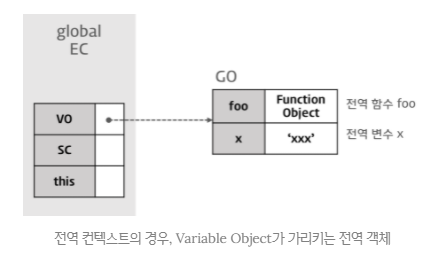 global
EC
GO
foo Function Object 전역 함수 foo
x ‘xxx’ 전역 변수 x
VO
SC
this
전역 컨텍스트의 경우, Variable Object가 가리키는 전역 객체